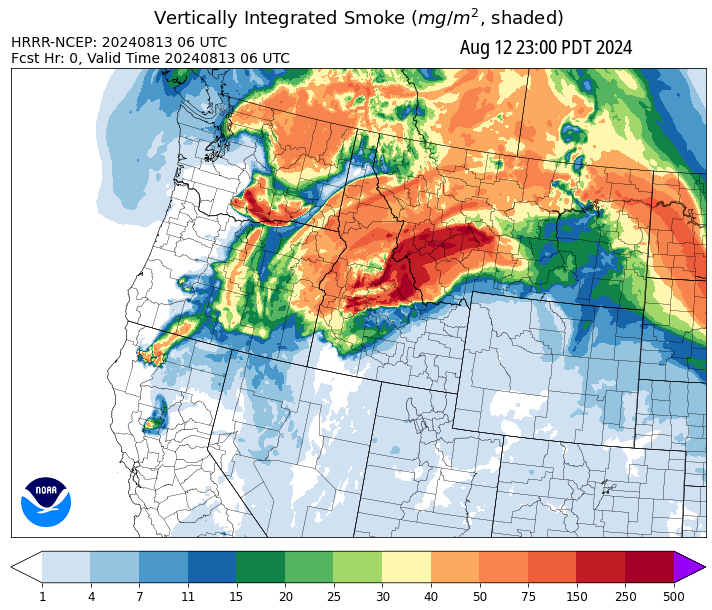 Vertically Integrated Smoke (mg/m², shaded)
HRRR-NCEP: 20240813 06 UTC
Aug 12 23:00 PDT 2024
Fcst Hr: 0, Valid Time 20240813 06 UTC
NOAA
1 4 7 11 15 20 25 30 40 50 75 150 250 500